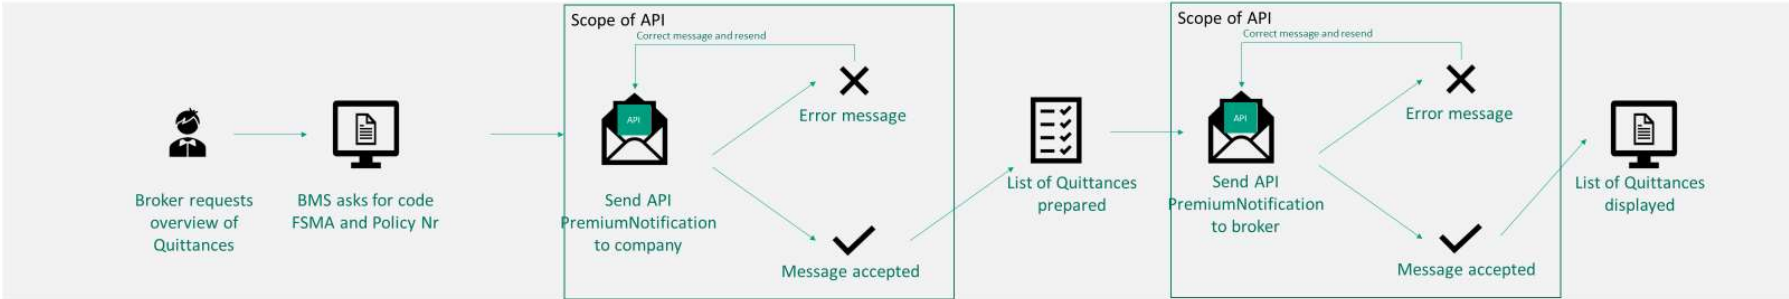 Scope of API
Correct message and resend
API
Error message
Broker requests
overview of
Quittances
BMS asks for code
FSMA and Policy Nr
Send API
PremiumNotification
to company
Message accepted
List of Quittances
prepared
Scope of API
Correct message and resend
API
Error message
Send API
PremiumNotification
to broker
Message accepted
List of Quittances
displayed